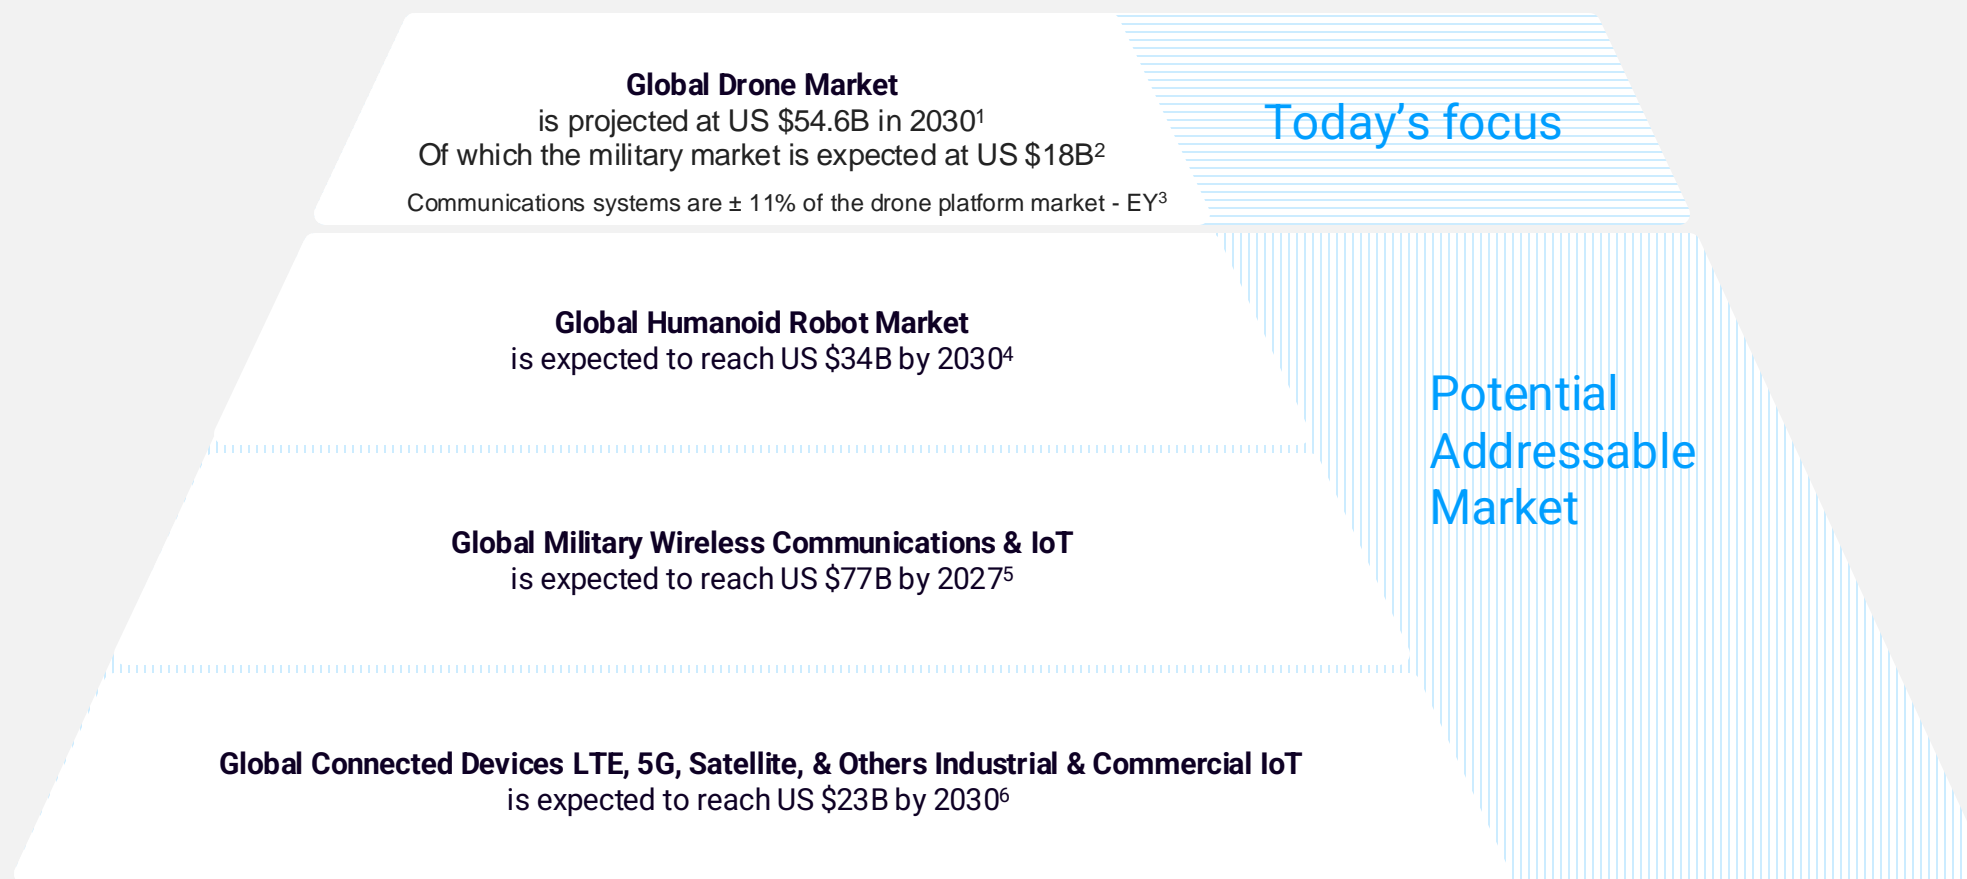 Global Drone Market
is projected at US $54.6B in 2030¹
Of which the military market is expected at US $18B²
Communications systems are ± 11% of the drone platform market - EY³
Today’s focus
Global Humanoid Robot Market
is expected to reach US $34B by 2030⁴
Potential
Addressable
Market
Global Military Wireless Communications & IoT
is expected to reach US $77B by 2027⁵
Global Connected Devices LTE, 5G, Satellite, & Others Industrial & Commercial IoT
is expected to reach US $23B by 2030⁶